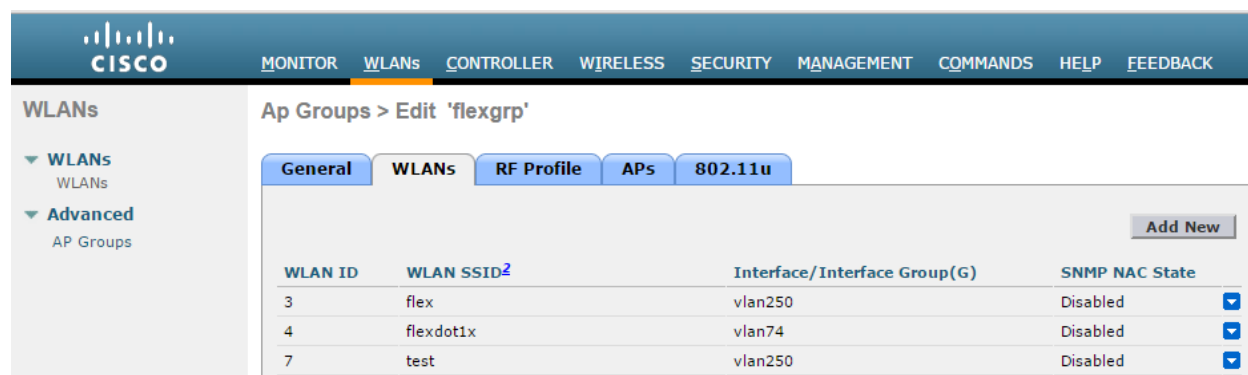 CISCO
MONITOR WLANs CONTROLLER WIRELESS SECURITY MANAGEMENT COMMANDS HELP FEEDBACK
WLANs
WLANs
WLANs
Advanced
AP Groups
Ap Groups > Edit 'flexgrp'
General WLANs RF Profile APs 802.11u
Add New
WLAN ID WLAN SSID2 Interface/Interface Group(G) SNMP NAC State
3 flex vlan250 Disabled
4 flexdot1x vlan74 Disabled
7 test vlan250 Disabled